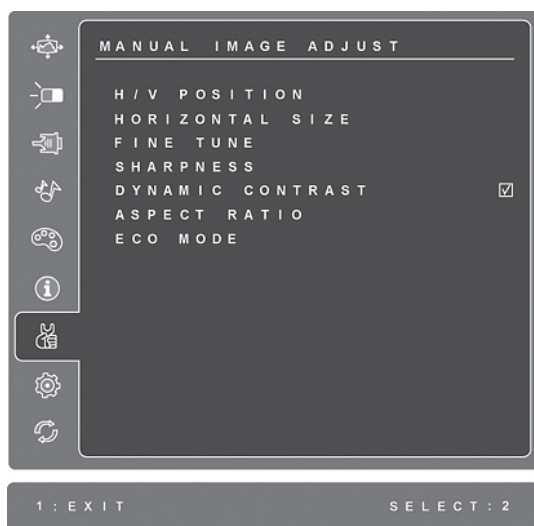 MANUAL IMAGE ADJUST
H/V POSITION
HORIZONTAL SIZE
FINE TUNE
SHARPNESS
DYNAMIC CONTRAST
ASPECT RATIO
ECO MODE
1:EXIT SELECT:2